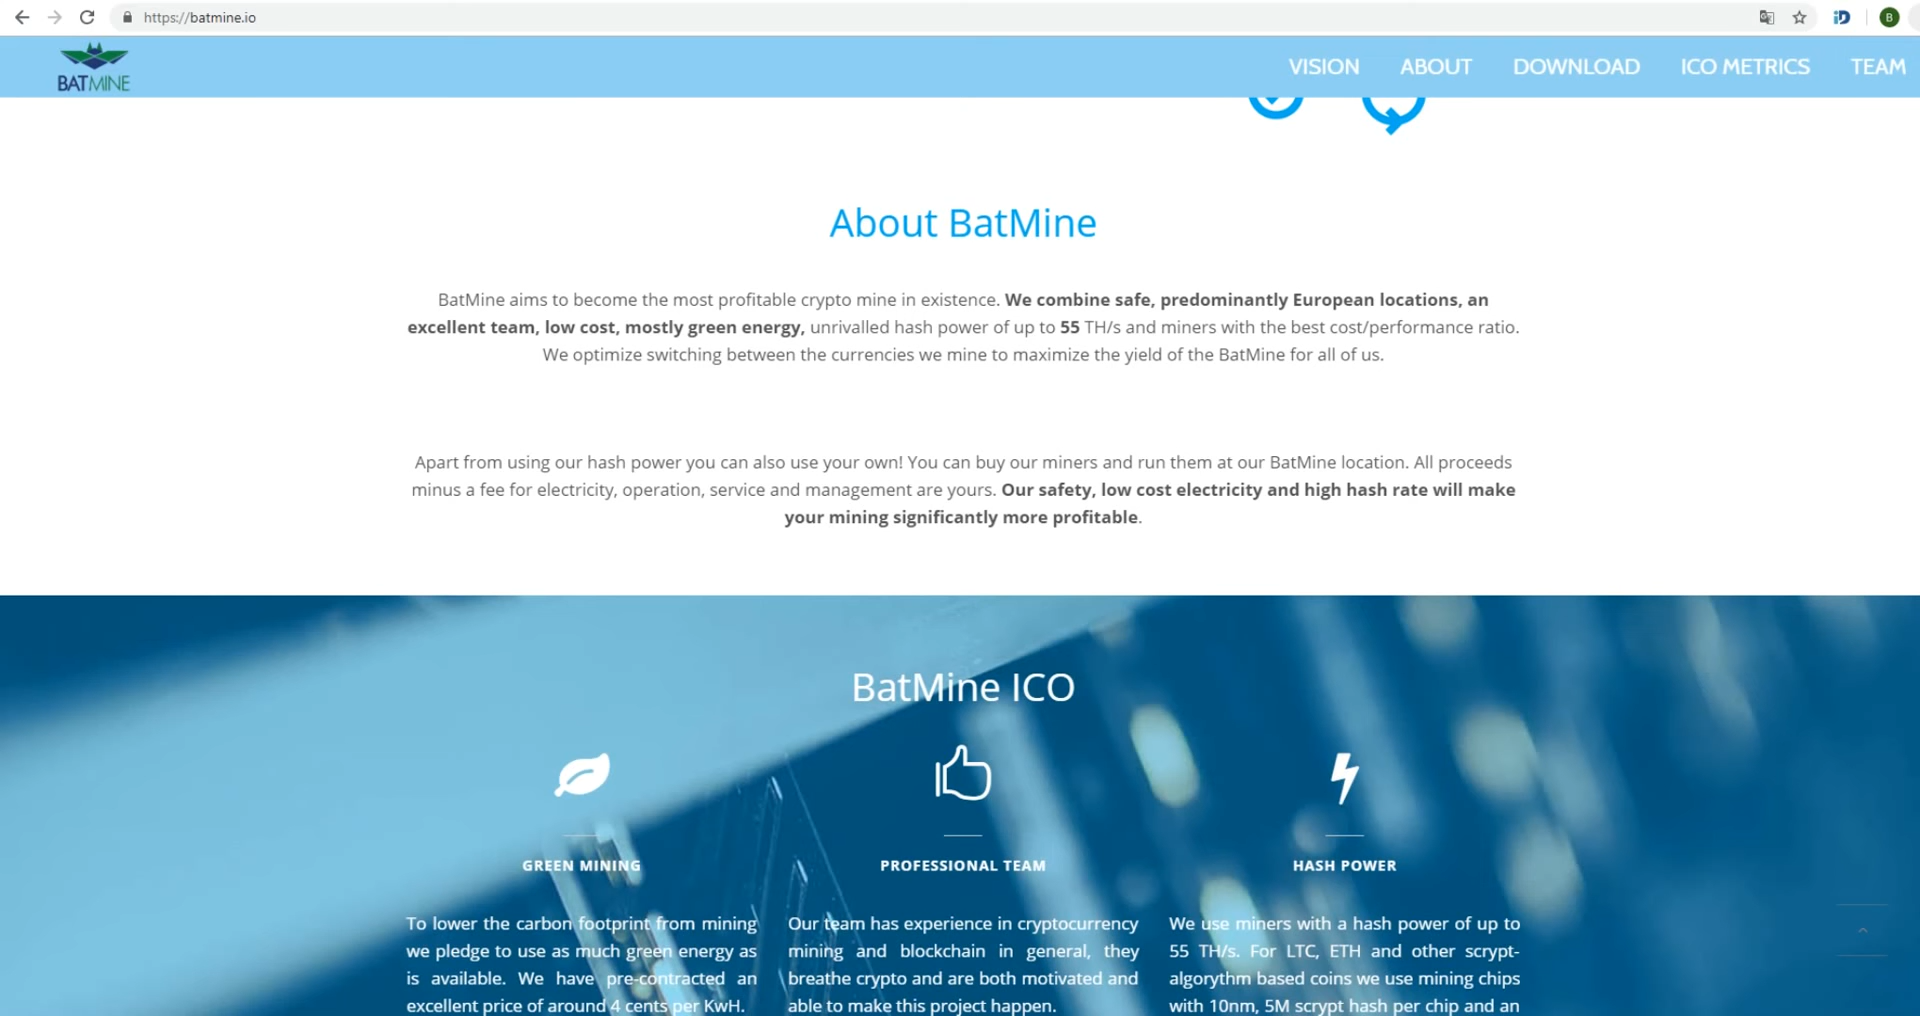 https://batmine.io
B
BATMINE
VISION ABOUT DOWNLOAD ICO METRICS TEAM
About BatMine
BatMine aims to become the most profitable crypto mine in existence. We combine safe, predominantly European locations, an
excellent team, low cost, mostly green energy, unrivalled hash power of up to 55 TH/s and miners with the best cost/performance ratio.
We optimize switching between the currencies we mine to maximize the yield of the BatMine for all of us.
Apart from using our hash power you can also use your own! You can buy our miners and run them at our BatMine location. All proceeds
minus a fee for electricity, operation, service and management are yours. Our safety, low cost electricity and high hash rate will make
your mining significantly more profitable.
BatMine ICO
GREEN MINING
To lower the carbon footprint from mining
we pledge to use as much green energy as
is available. We have pre-contracted an
excellent price of around 4 cents per KwH.
PROFESSIONAL TEAM
Our team has experience in cryptocurrency
mining and blockchain in general, they
breathe crypto and are both motivated and
able to make this project happen.
HASH POWER
We use miners with a hash power of up to
55 TH/s. For LTC, ETH and other scrypt-
algorythm based coins we use mining chips
with 10nm, 5M scrypt hash per chip and an